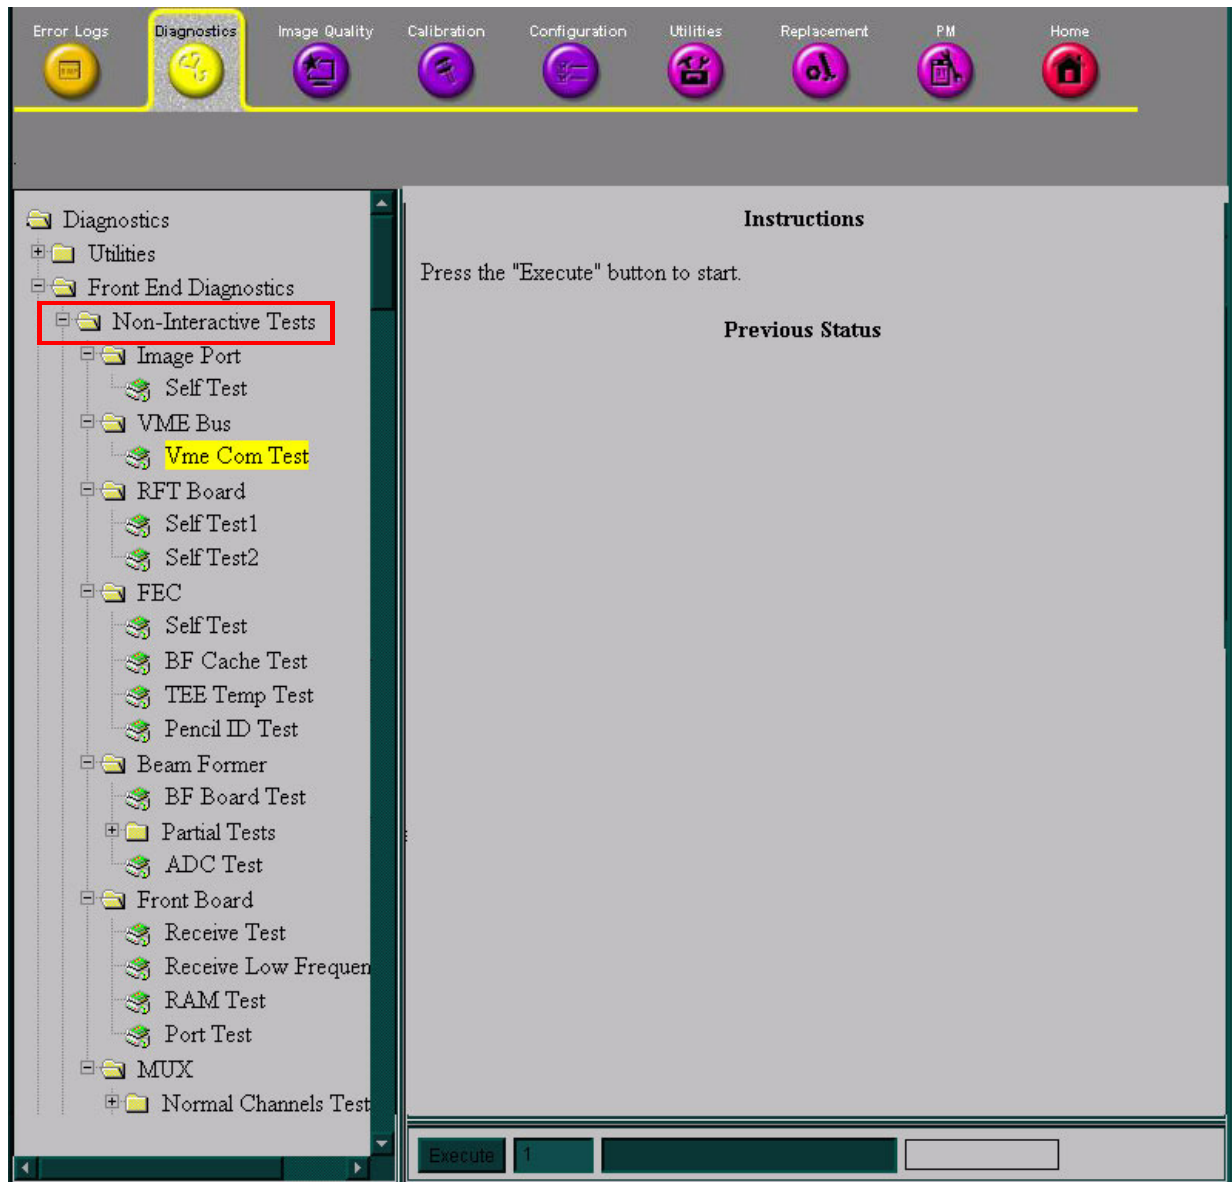 Error Logs Diagnostics Image Quality Calibration Configuration Utilities Replacement PM Home
Diagnostics
Utilities
Front End Diagnostics
Non-Interactive Tests
Image Port
Self Test
VME Bus
Vme Com Test
RFT Board
Self Test1
Self Test2
FEC
Self Test
BF Cache Test
TEE Temp Test
Pencil ID Test
Beam Former
BF Board Test
Partial Tests
ADC Test
Front Board
Receive Test
Receive Low Frequen
RAM Test
Port Test
MUX
Normal Channels Test
Instructions
Press the "Execute" button to start.
Previous Status
Execute 1